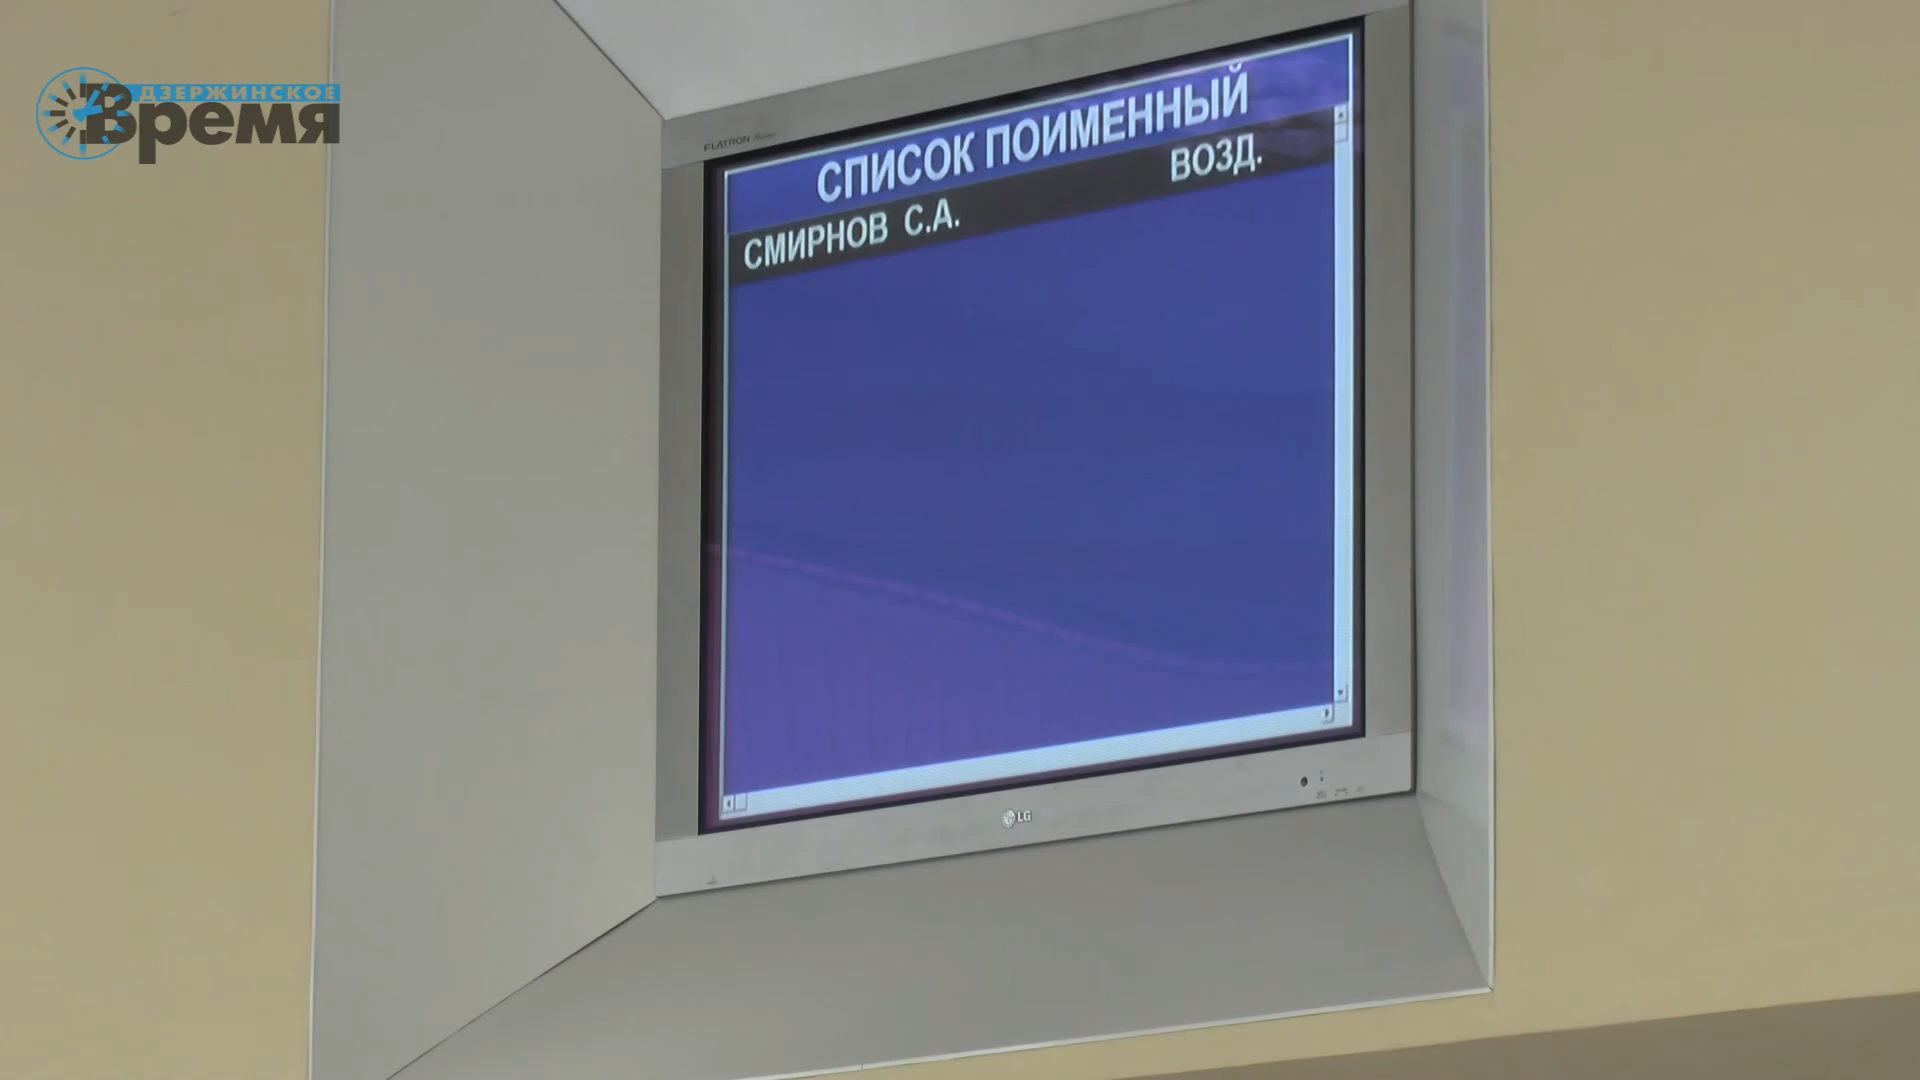 ДЗЕРЖИНСКОЕ
Время
FLATRON
СПИСОК ПОИМЕННЫЙ
СМИРНОВ С.А. ВОЗД.
LG